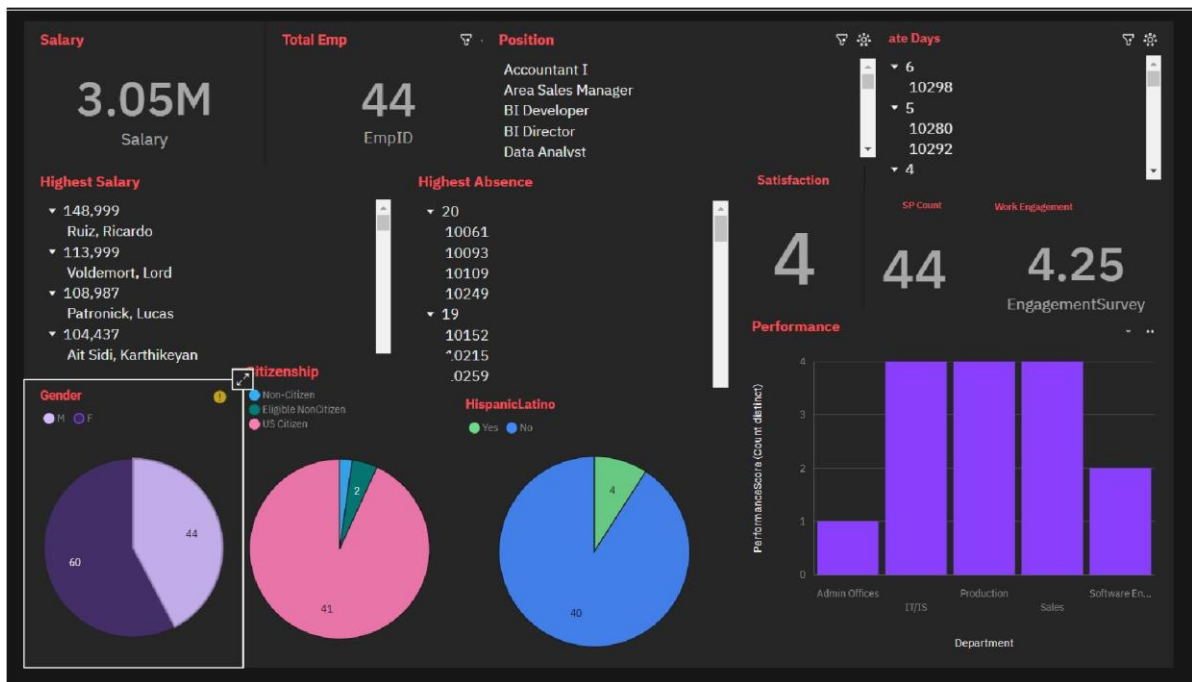 Salary
3.05M
Salary
Total Emp
44
EmpID
Position
Accountant I
Area Sales Manager
BI Developer
BI Director
Data Analyst
ate Days
6
10298
5
10280
10292
4
Highest Salary
148,999
Ruiz, Ricardo
113,999
Voldemort, Lord
108,987
Patronick, Lucas
104,437
Ait Sidi, Karthikeyan
Highest Absence
20
10061
10093
10109
10249
19
10152
0215
.0259
Satisfaction
4
SP Count
44
Work Engagement
4.25
EngagementSurvey
Gender
M F
44
60
Citizenship
Non-Citizen
Eligible NonCitizen
US Citizen
2
41
HispanicLatino
Yes No
4
40
Performance
PerformanceScore (Count distinct)
4
3
2
1
0
Admin Offices
IT/IS
Production
Sales
Software En...
Department